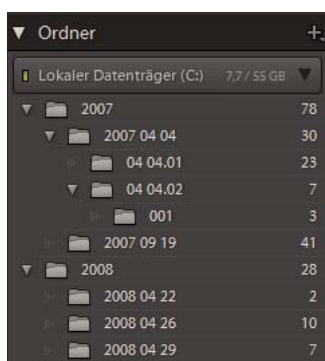 Ordner
Lokaler Datenträger (C:) 7,7 / 55 GB
2007 78
2007 04 04 30
04 04.01 23
04 04.02 7
001 3
2007 09 19 41
2008 28
2008 04 22 2
2008 04 26 10
2008 04 29 7